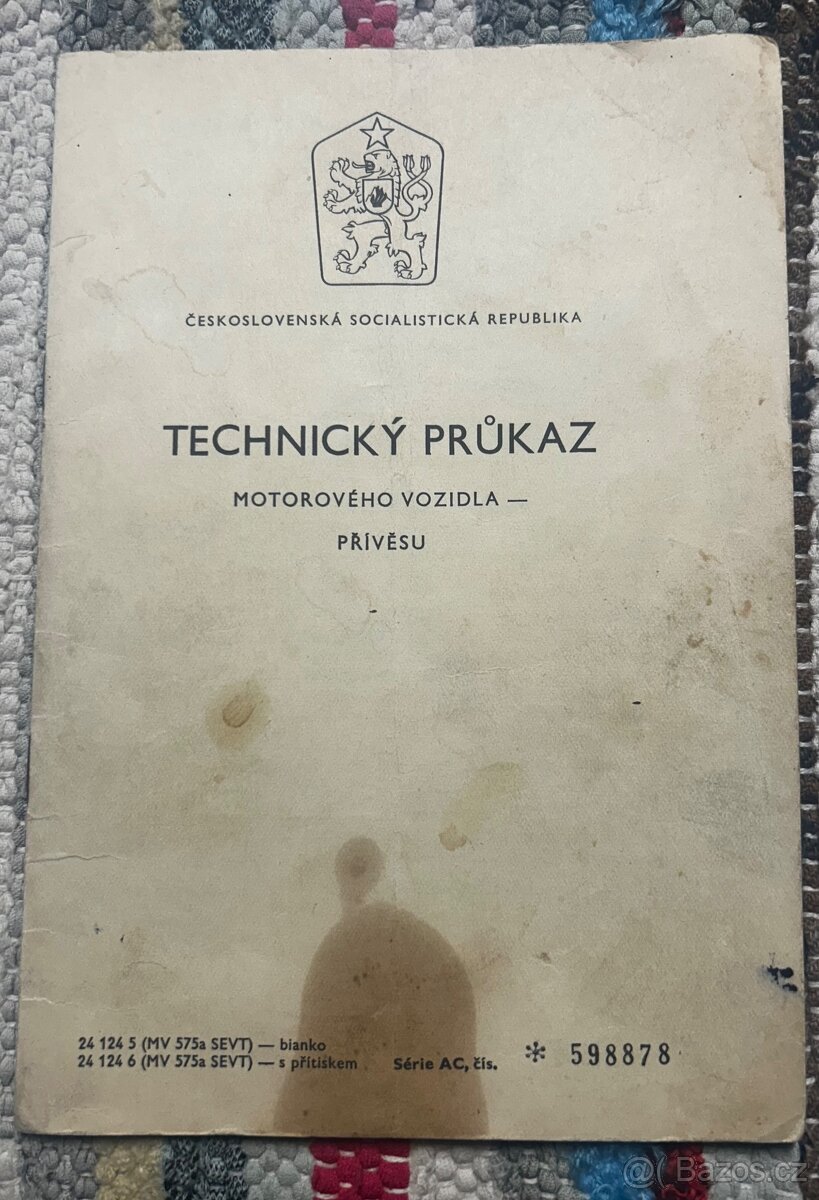 ČESKOSLOVENSKÁ SOCIALISTICKÁ REPUBLIKA
TECHNICKÝ PRŮKAZ
MOTOROVÉHO VOZIDLA —
PŘÍVĚSU
24 124 5 (MV 575a SEVT) — bianko
24 124 6 (MV 575a SEVT) — s přítiskem Série AC, čís. * 598878
Bazos.cz